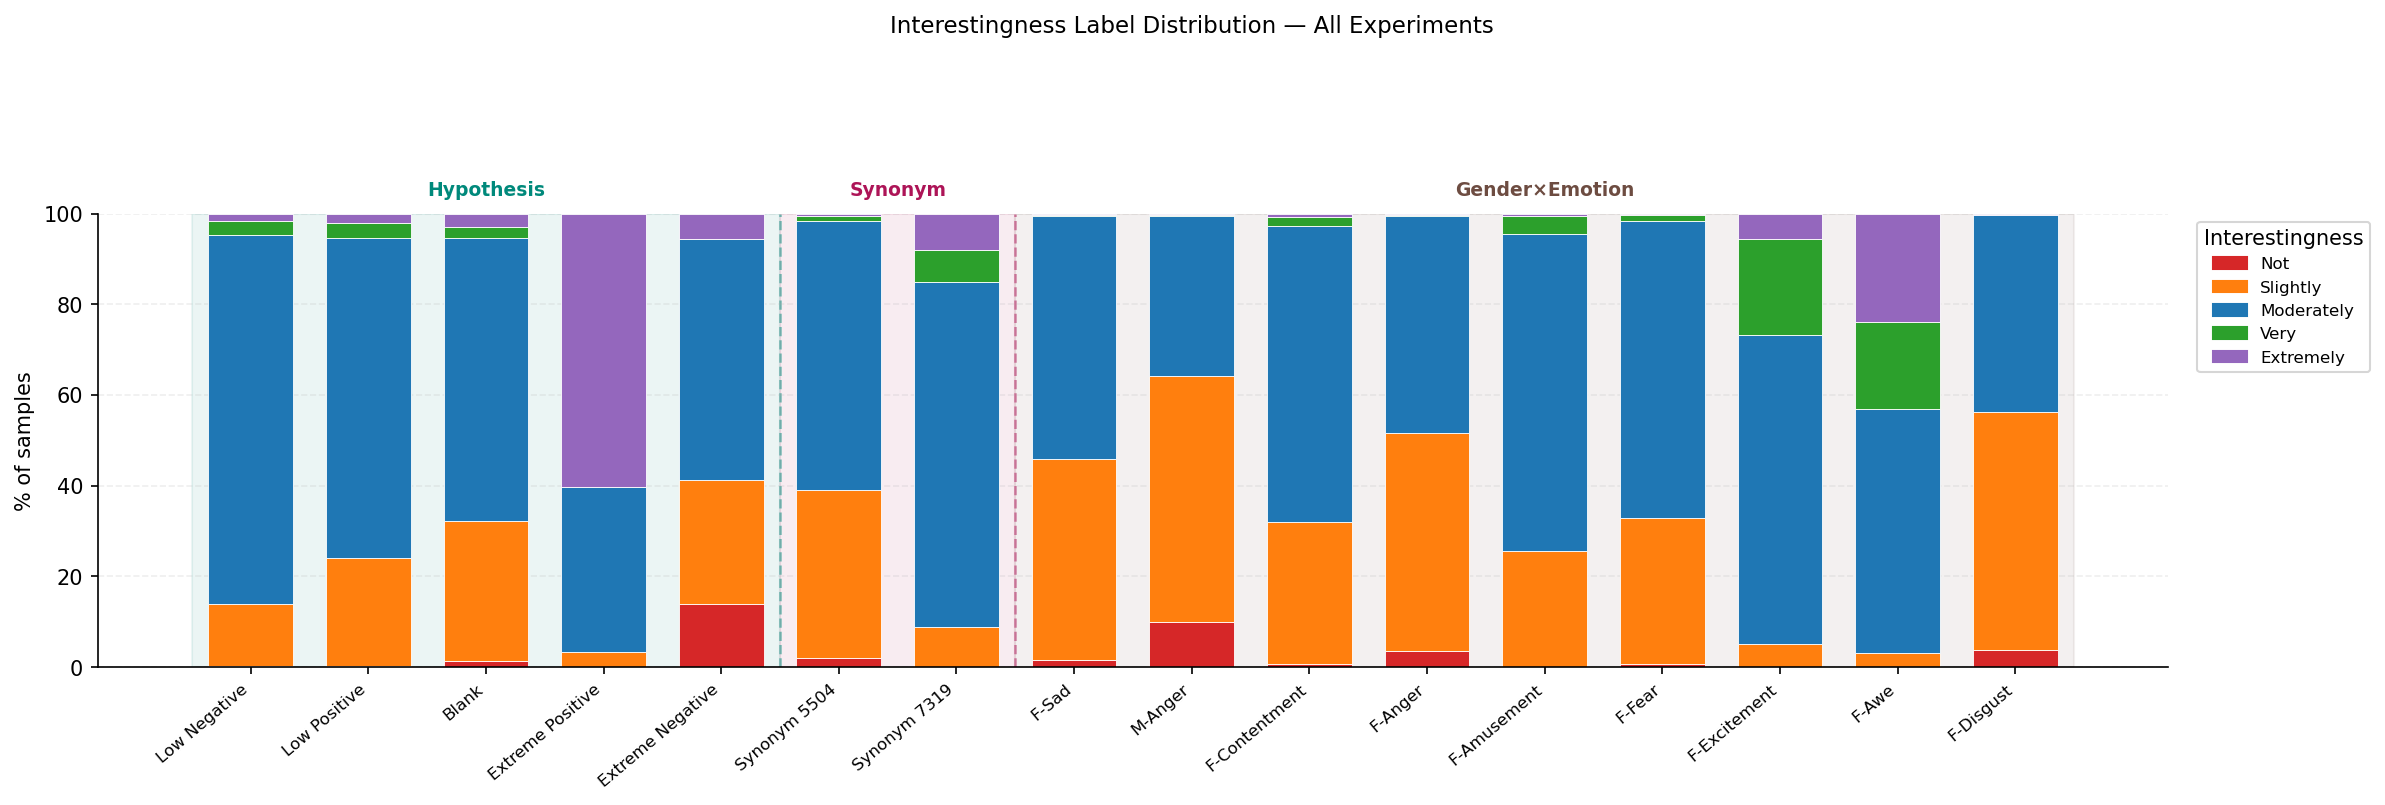 Interestingness Label Distribution — All Experiments
Hypothesis
Synonym
Gender×Emotion
% of samples
100
80
60
40
20
0
Low Negative
Low Positive
Blank
Extreme Positive
Extreme Negative
Synonym 5504
Synonym 7319
F-Sad
M-Anger
F-Contentment
F-Anger
F-Amusement
F-Fear
F-Excitement
F-Awe
F-Disgust
Interestingness
Not
Slightly
Moderately
Very
Extremely